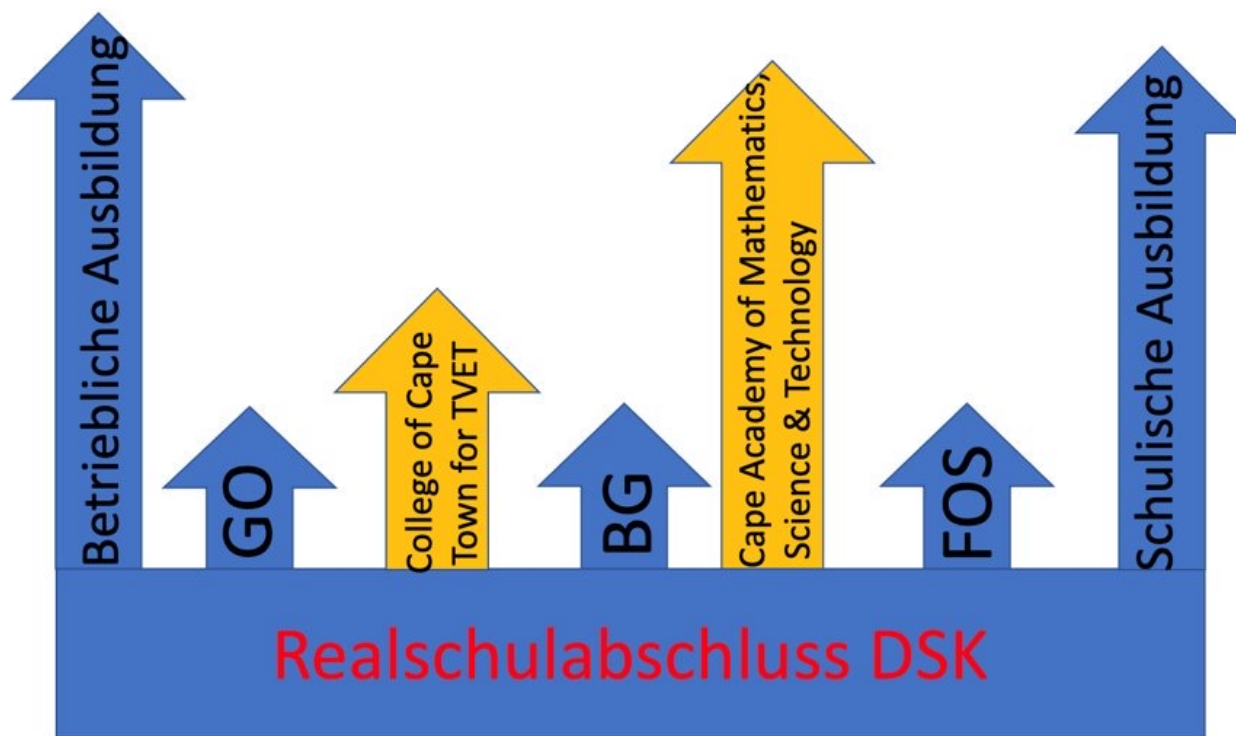 Betriebliche Ausbildung
GO
College of Cape
Town for TVET
BG
Cape Academy of Mathematics,
Science & Technology
FOS
Schulische Ausbildung
Realschulabschluss DSK